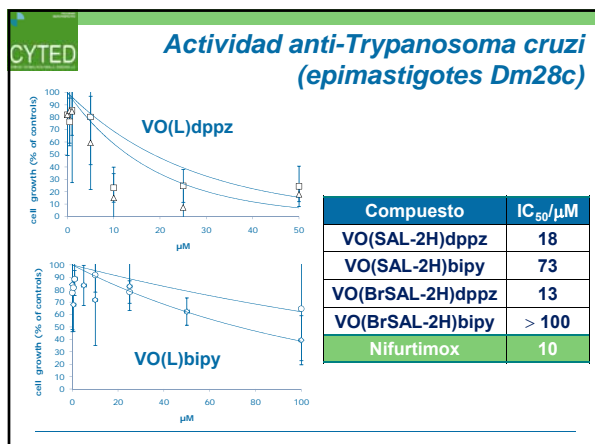 CYTED
Actividad anti-Trypanosoma cruzi
(epimastigotes Dm28c)
cell growth (% of controls)
100
90
80
70
60
50
40
30
20
10
0
VO(L)dppz
0 10 20 30 40 50
µM
cell growth (% of controls)
100
90
80
70
60
50
40
30
20
10
0
VO(L)bipy
0 20 40 60 80 100
µM
Compuesto IC50/µM
VO(SAL-2H)dppz 18
VO(SAL-2H)bipy 73
VO(BrSAL-2H)dppz 13
VO(BrSAL-2H)bipy > 100
Nifurtimox 10